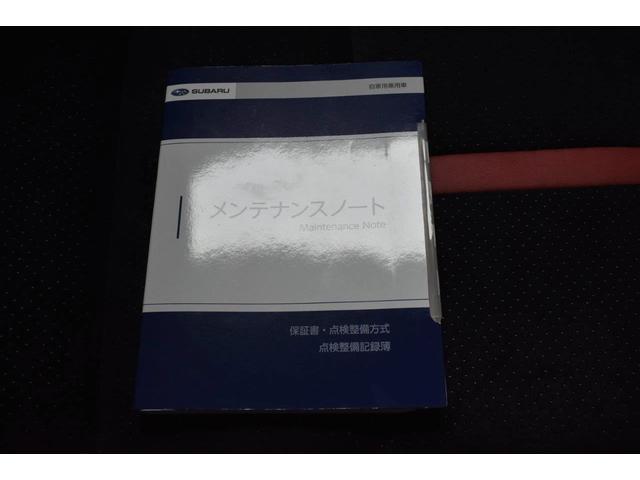 SUBARU
自家用乗用車
メンテナンスノート
Maintenance Note
保証書・点検整備方式
点検整備記録簿